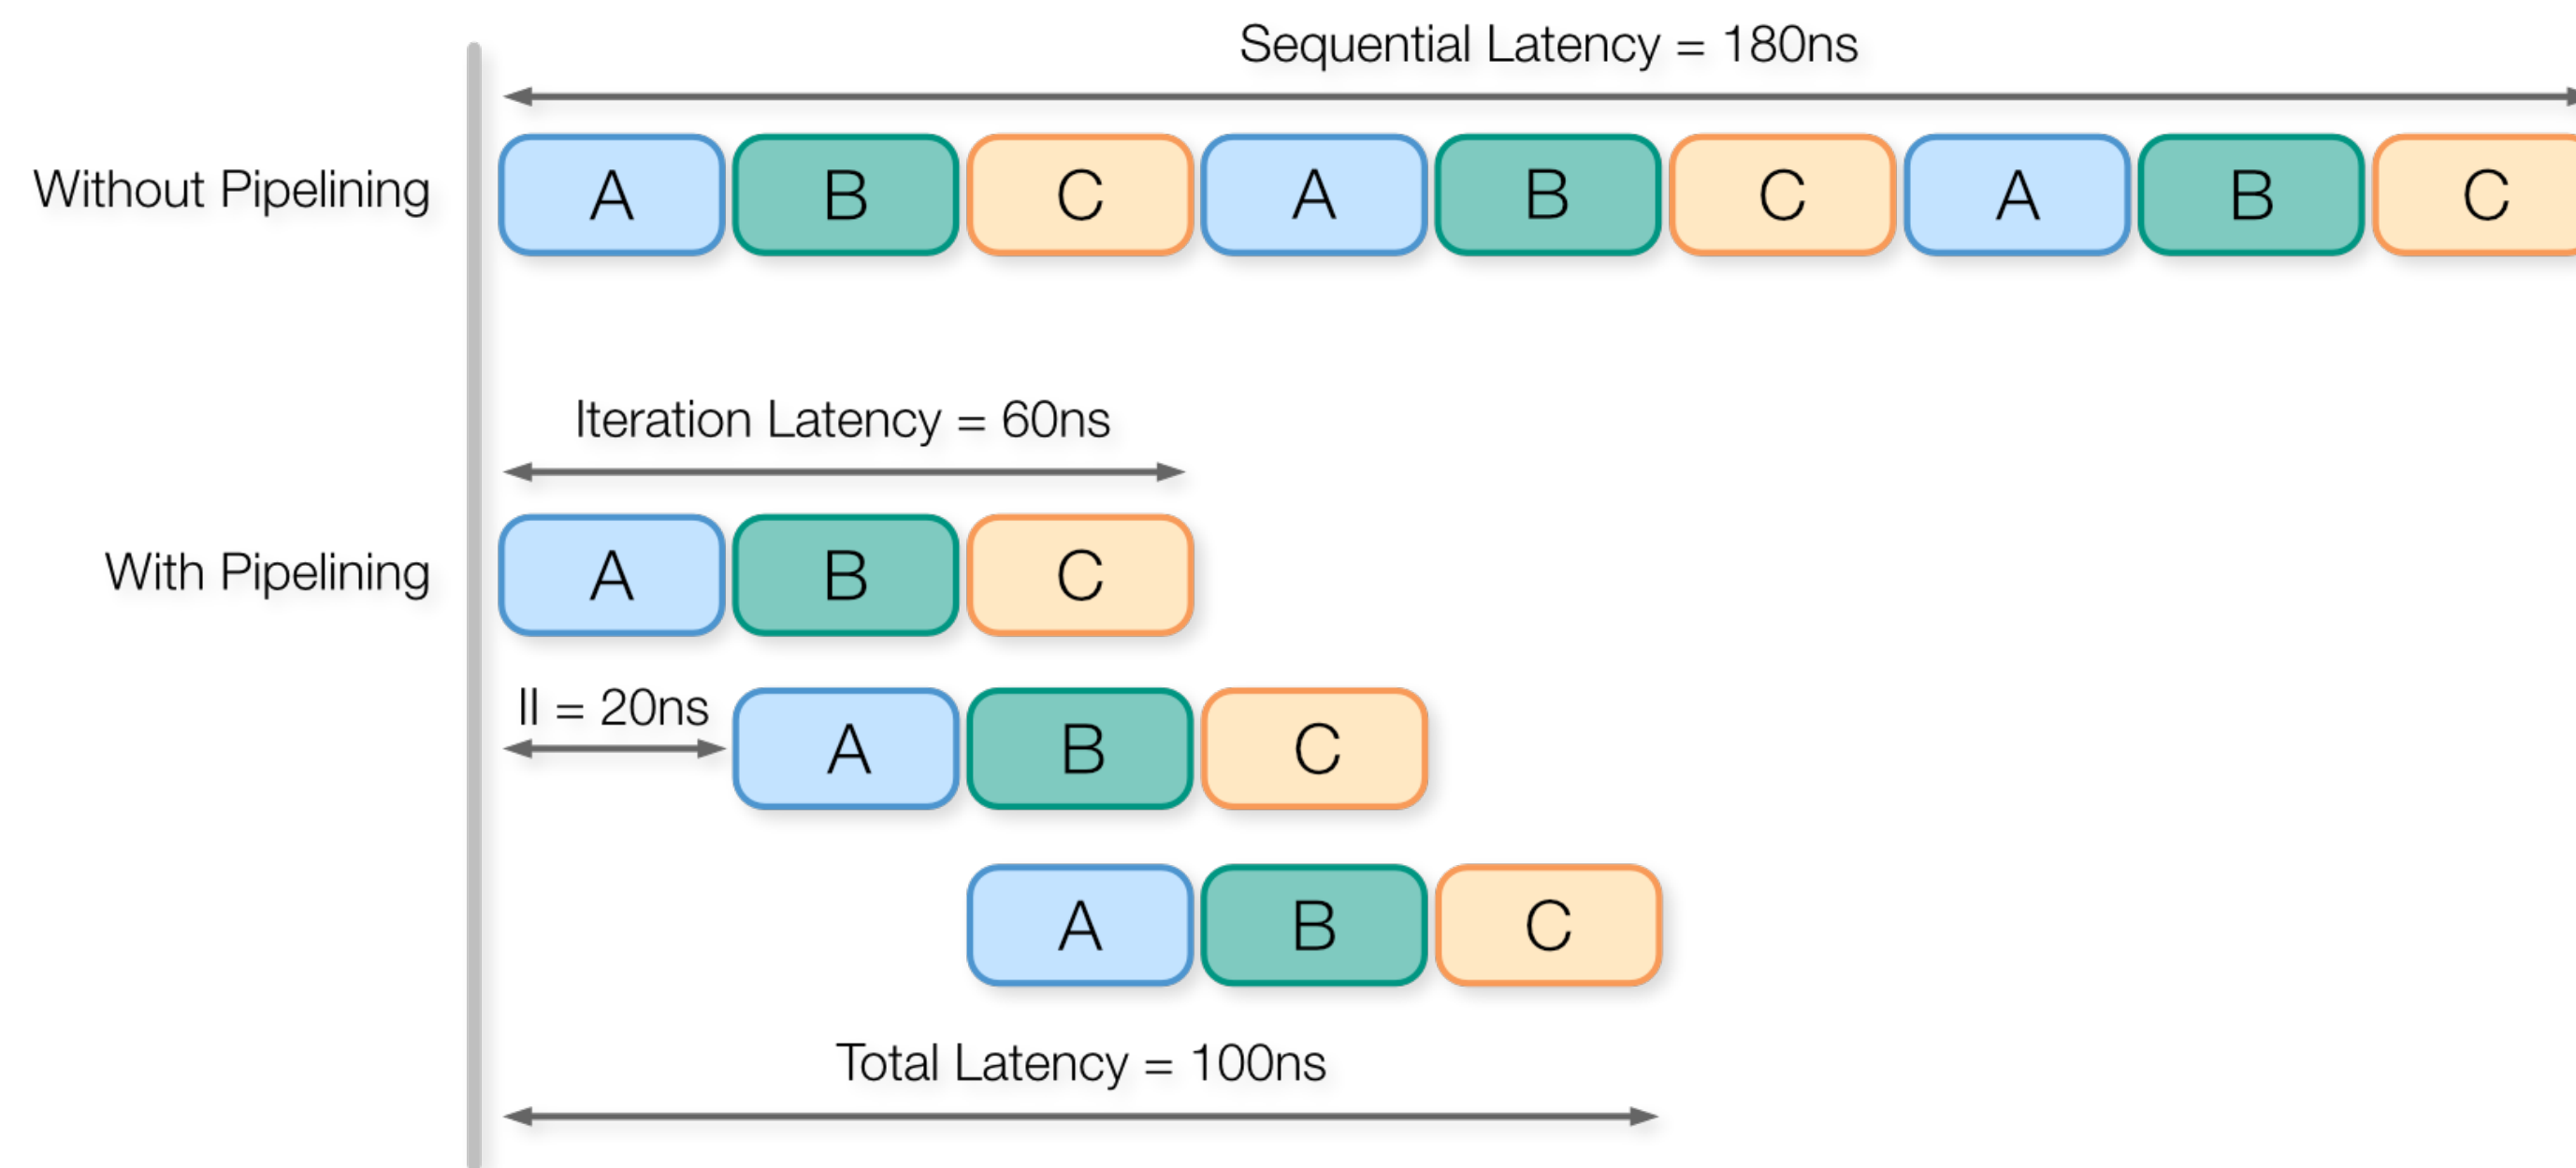 Sequential Latency = 180ns
Without Pipelining
A B C A B C A B C
Iteration Latency = 60ns
With Pipelining
A B C
II = 20ns
A B C
A B C
Total Latency = 100ns